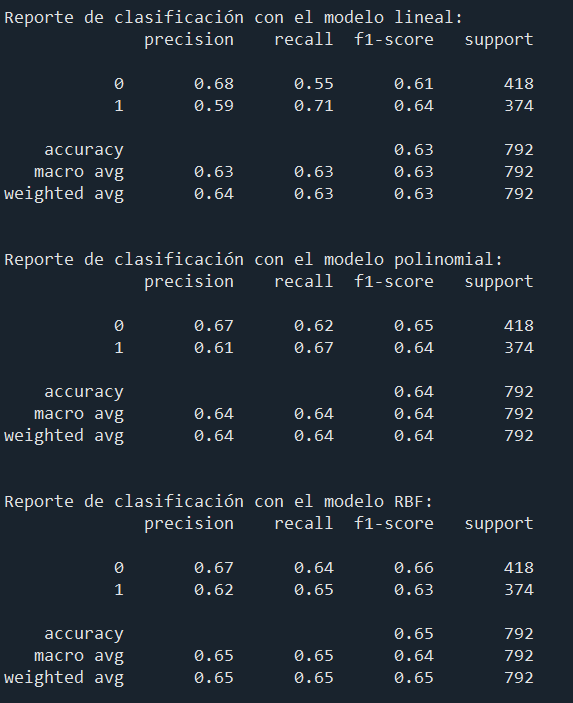 Reporte de clasificación con el modelo lineal:
precision recall f1-score support
0 0.68 0.55 0.61 418
1 0.59 0.71 0.64 374
accuracy 0.63 792
macro avg 0.63 0.63 0.63 792
weighted avg 0.64 0.63 0.63 792
Reporte de clasificación con el modelo polinomial:
precision recall f1-score support
0 0.67 0.62 0.65 418
1 0.61 0.67 0.64 374
accuracy 0.64 792
macro avg 0.64 0.64 0.64 792
weighted avg 0.64 0.64 0.64 792
Reporte de clasificación con el modelo RBF:
precision recall f1-score support
0 0.67 0.64 0.66 418
1 0.62 0.65 0.63 374
accuracy 0.65 792
macro avg 0.65 0.65 0.64 792
weighted avg 0.65 0.65 0.65 792